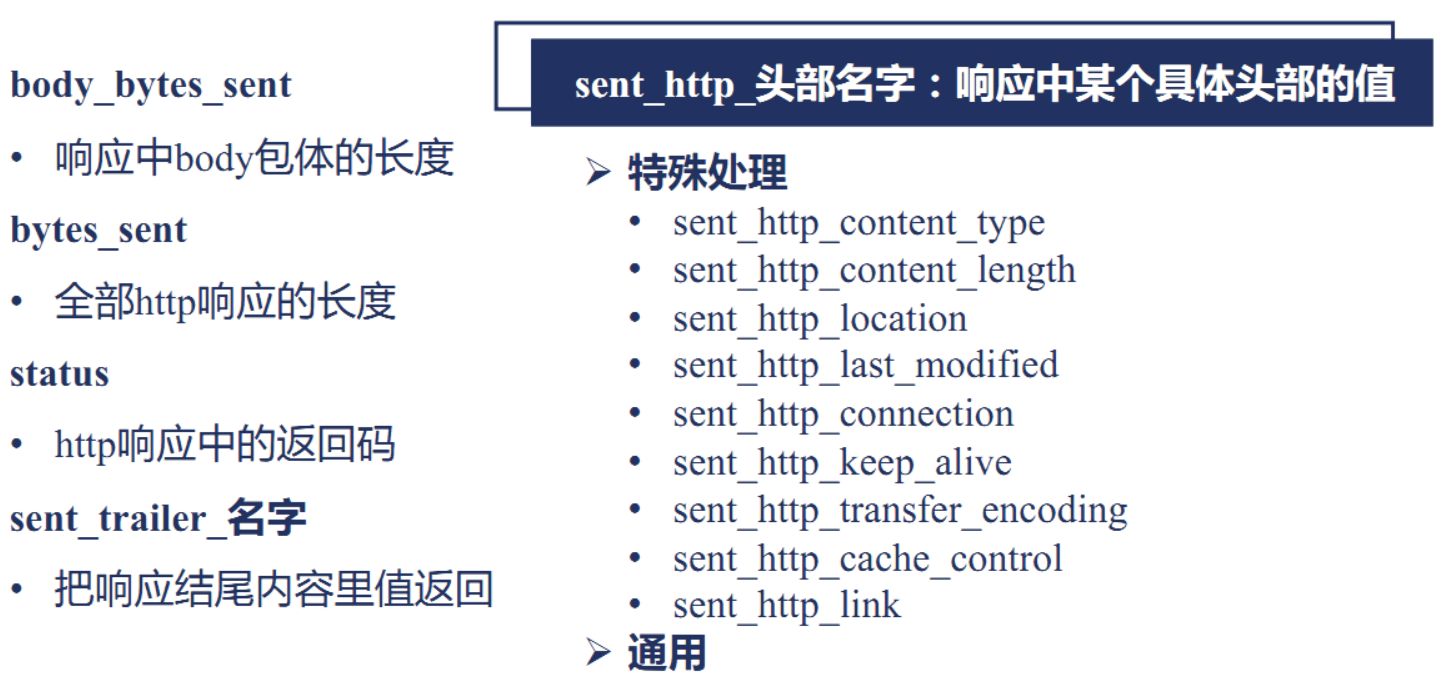 body_bytes_sent
• 响应中body包体的长度
bytes_sent
• 全部http响应的长度
status
• http响应中的返回码
sent_trailer_名字
• 把响应结尾内容里值返回
sent_http_头部名字：响应中某个具体头部的值
➢ 特殊处理
• sent_http_content_type
• sent_http_content_length
• sent_http_location
• sent_http_last_modified
• sent_http_connection
• sent_http_keep_alive
• sent_http_transfer_encoding
• sent_http_cache_control
• sent_http_link
➢ 通用